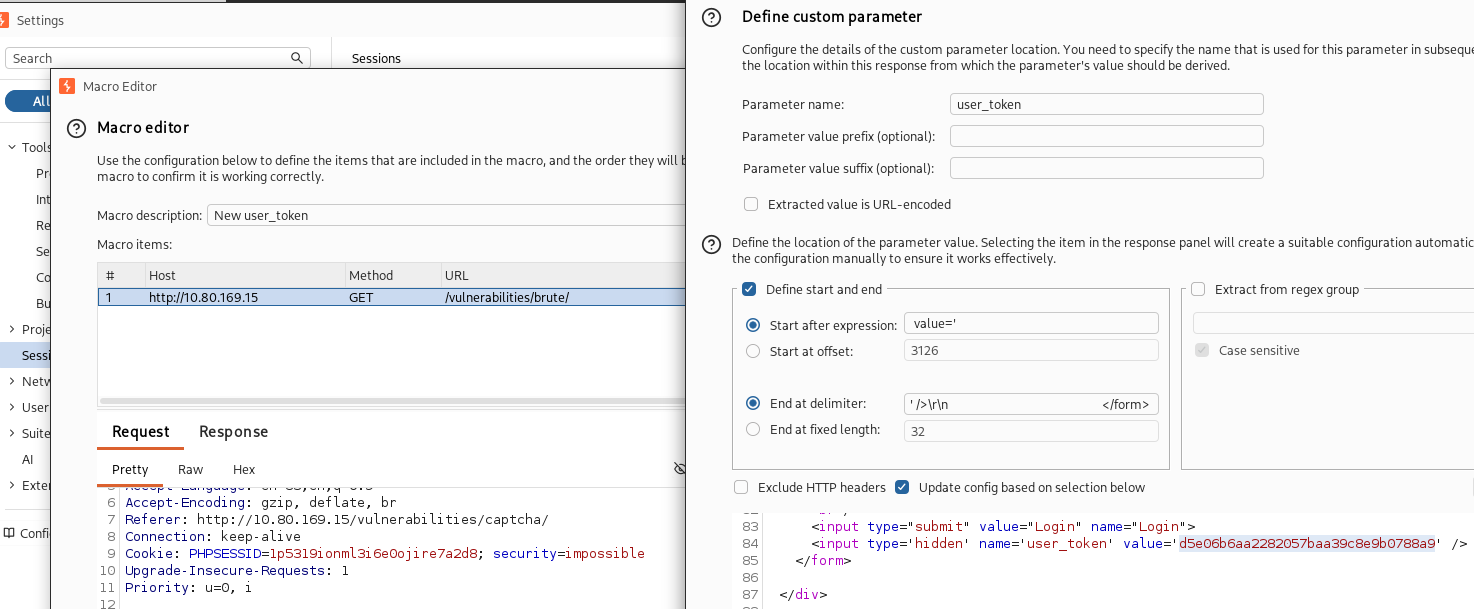 Settings
Search
Sessions
All
Tools
Pr
Int
Re
Se
Co
Bu
Proje
Sessi
Netw
User
Suite
AI
Exten
Config
Macro Editor
Macro editor
Use the configuration below to define the items that are included in the macro, and the order they will b
macro to confirm it is working correctly.
Macro description: New user_token
Macro items:
# Host Method URL
1 http://10.80.169.15 GET /vulnerabilities/brute/
Request Response
Pretty Raw Hex
6 Accept-Encoding: gzip, deflate, br
7 Referer: http://10.80.169.15/vulnerabilities/captcha/
8 Connection: keep-alive
9 Cookie: PHPSESSID=1p5319ionml3i6e0ojire7a2d8; security=impossible
10 Upgrade-Insecure-Requests: 1
11 Priority: u=0, i
12
Define custom parameter
Configure the details of the custom parameter location. You need to specify the name that is used for this parameter in subseque
the location within this response from which the parameter's value should be derived.
Parameter name: user_token
Parameter value prefix (optional):
Parameter value suffix (optional):
Extracted value is URL-encoded
Define the location of the parameter value. Selecting the item in the response panel will create a suitable configuration automatic
the configuration manually to ensure it works effectively.
Define start and end
Start after expression: value='
Start at offset: 3126
End at delimiter: ' />\r\n </form>
End at fixed length: 32
Extract from regex group
Case sensitive
Exclude HTTP headers Update config based on selection below
83 <input type="submit" value="Login" name="Login">
84 <input type='hidden' name='user_token' value='d5e06b6aa2282057baa39c8e9b0788a9' />
85 </form>
86
87 </div>